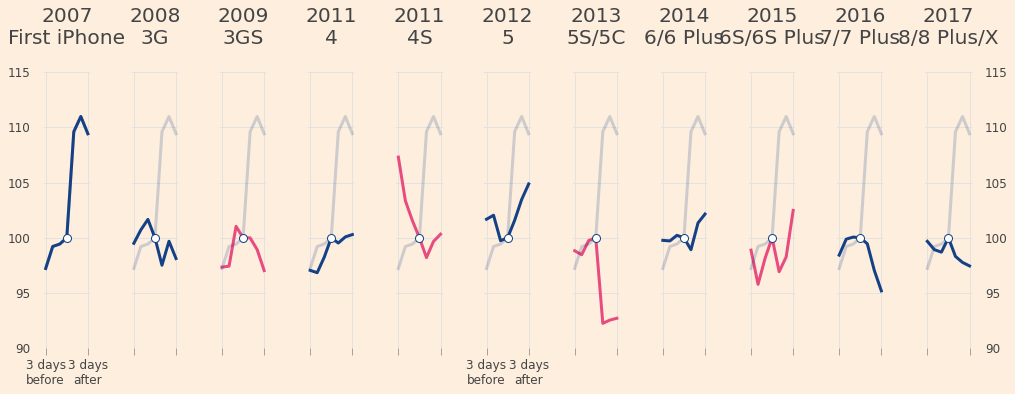 2007 2008 2009 2011 2011 2012 2013 2014 2015 2016 2017
First iPhone 3G 3GS 4 4S 5 5S/5C 6/6 Plus 6S/6S Plus 7/7 Plus 8/8 Plus/X
115 115
110 110
105 105
100 100
95 95
90 90
3 days 3 days 3 days 3 days
before after before after